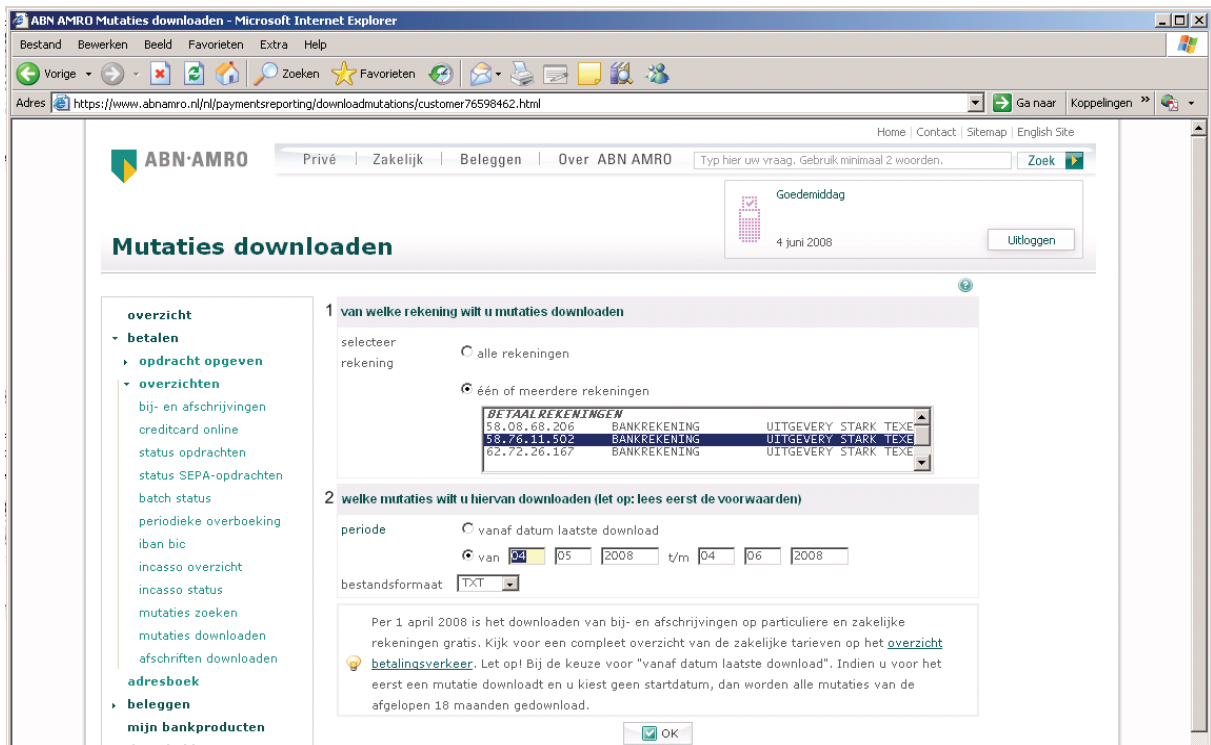 ABN AMRO Mutaties downloaden - Microsoft Internet Explorer
Bestand Bewerken Beeld Favorieten Extra Help
Vorige Zoeken Favorieten
Adres https://www.abnamro.nl/nl/paymentsreporting/downloadmutations/customer76598462.html Ga naar Koppelingen »
Home | Contact | Sitemap | English Site
ABN·AMRO Privé | Zakelijk | Beleggen | Over ABN AMRO Typ hier uw vraag. Gebruik minimaal 2 woorden. Zoek
Goedemiddag
4 juni 2008 Uitloggen
Mutaties downloaden
overzicht
betalen
opdracht opgeven
overzichten
bij- en afschrijvingen
creditcard online
status opdrachten
status SEPA-opdrachten
batch status
periodieke overboeking
iban bic
incasso overzicht
incasso status
mutaties zoeken
mutaties downloaden
afschriften downloaden
adresboek
beleggen
mijn bankproducten
1 van welke rekening wilt u mutaties downloaden
selecteer
rekening
alle rekeningen
één of meerdere rekeningen
BETAALREKENINGEN
58.08.68.206 BANKREKENING UITGEVERY STARK TEXE
58.76.11.502 BANKREKENING UITGEVERY STARK TEXE
62.72.26.167 BANKREKENING UITGEVERY STARK TEXE
2 welke mutaties wilt u hiervan downloaden (let op: lees eerst de voorwaarden)
periode vanaf datum laatste download
van 04 05 2008 t/m 04 06 2008
bestandsformaat TXT
Per 1 april 2008 is het downloaden van bij- en afschrijvingen op particuliere en zakelijke
rekeningen gratis. Kijk voor een compleet overzicht van de zakelijke tarieven op het overzicht
betalingsverkeer. Let op! Bij de keuze voor "vanaf datum laatste download". Indien u voor het
eerst een mutatie downloadt en u kiest geen startdatum, dan worden alle mutaties van de
afgelopen 18 maanden gedownload.
OK